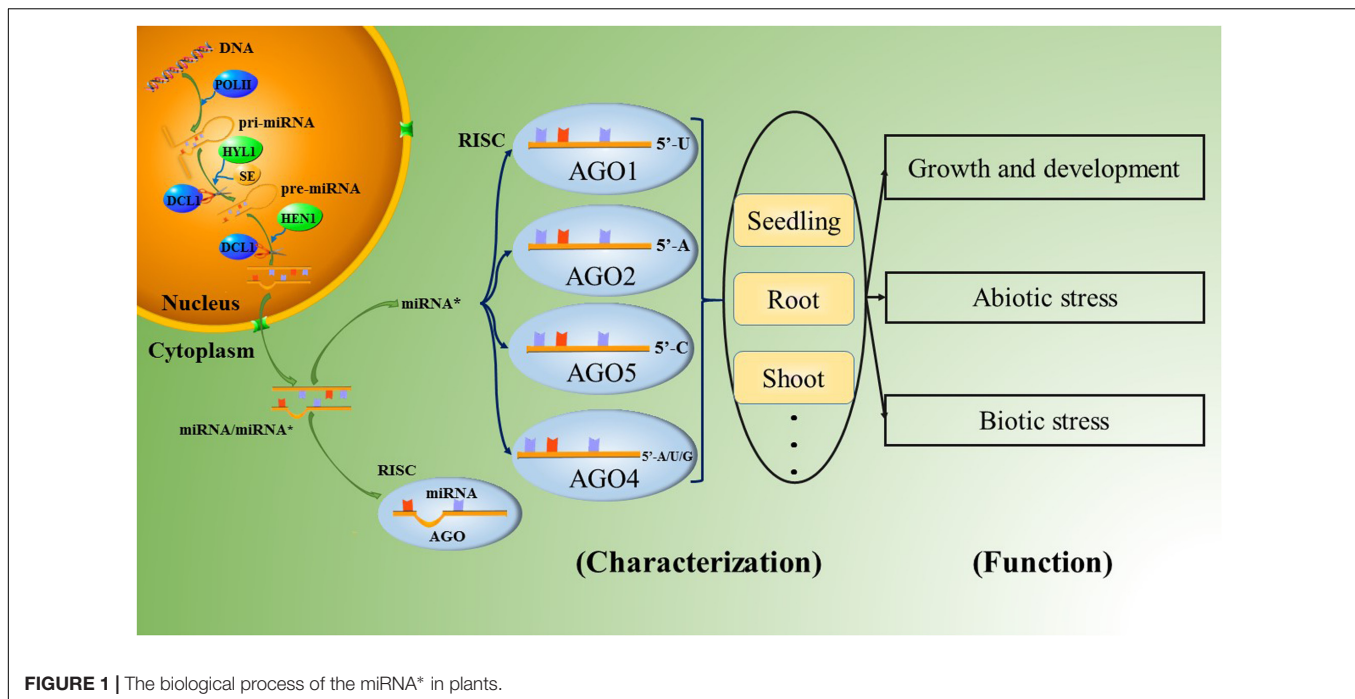 DNA
POLII
pri-miRNA
HYL1
SE
DCL1
pre-miRNA
HEN1
DCL1
Nucleus
Cytoplasm
miRNA/miRNA*
miRNA*
RISC
miRNA
AGO
RISC
5'-U
AGO1
5'-A
AGO2
5'-C
AGO5
5'-A/U/G
AGO4
Seedling
Root
Shoot
Growth and development
Abiotic stress
Biotic stress
(Characterization)
(Function)
FIGURE 1 | The biological process of the miRNA* in plants.